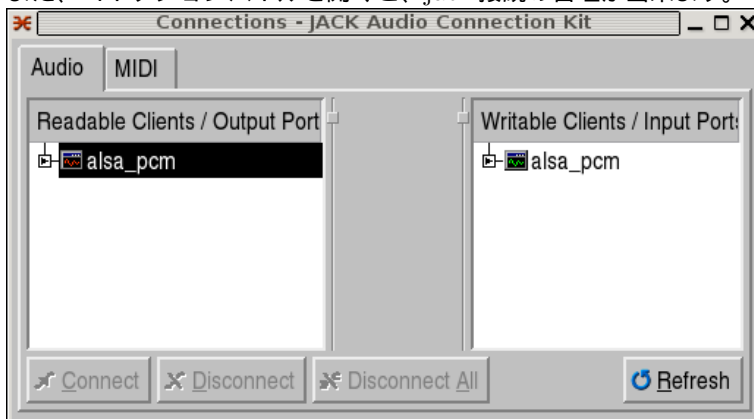 Connections - JACK Audio Connection Kit
Audio MIDI
Readable Clients / Output Port
Writable Clients / Input Ports
alsa_pcm
alsa_pcm
Connect Disconnect Disconnect All Refresh